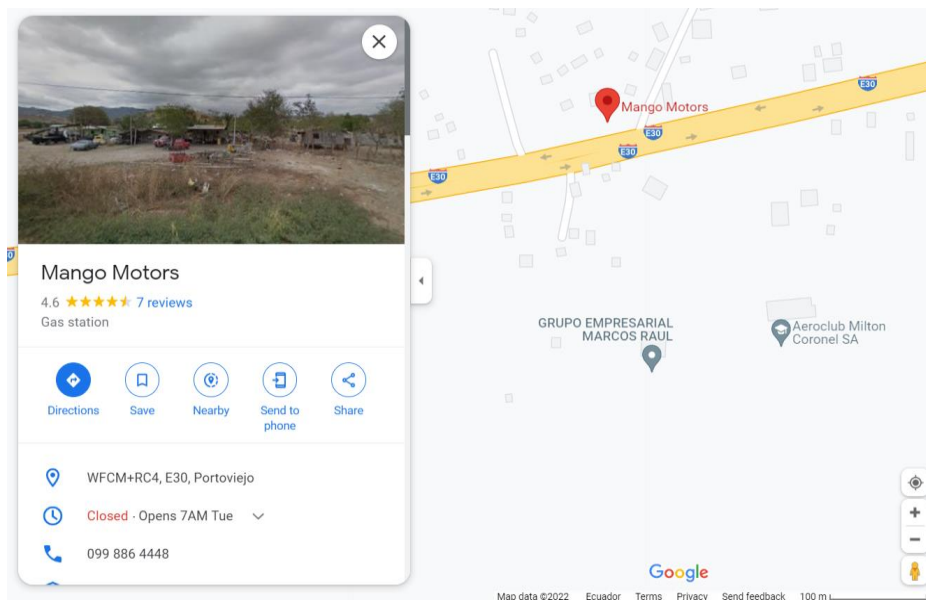 Mango Motors
4.6
7 reviews
Gas station
Directions
Save
Nearby
Send to
phone
Share
WFCM+RC4, E30, Portoviejo
Closed · Opens 7AM Tue
099 886 4448
Mango Motors
E30
E30
E30
E30
GRUPO EMPRESARIAL
MARCOS RAUL
Aeroclub Milton
Coronel SA
Google
Map data ©2022 Ecuador Terms Privacy Send feedback 100 m